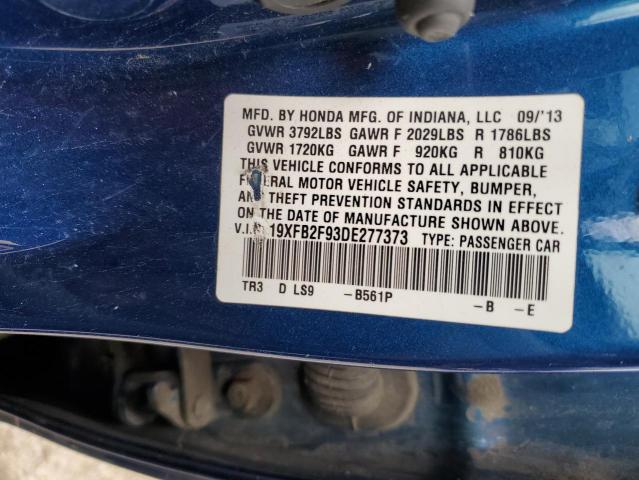 MFD. BY HONDA MFG. OF INDIANA, LLC 09/'13
GVWR 3792LBS GAWR F 2029LBS R 1786LBS
GVWR 1720KG GAWR F 920KG R 810KG
THIS VEHICLE CONFORMS TO ALL APPLICABLE
FEDERAL MOTOR VEHICLE SAFETY, BUMPER,
AND THEFT PREVENTION STANDARDS IN EFFECT
ON THE DATE OF MANUFACTURE SHOWN ABOVE.
V.I.N. 19XFB2F93DE277373 TYPE: PASSENGER CAR
TR3 D LS9 -B561P -B -E